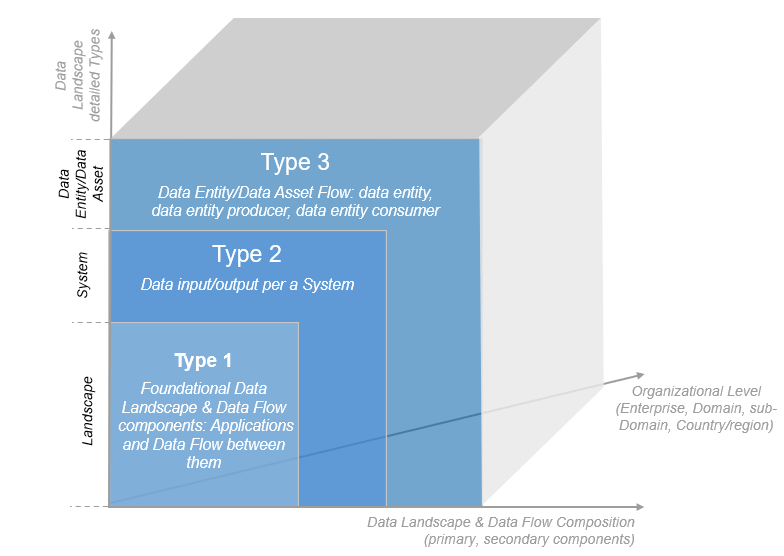 Data
Landscape
detailed Types
Data
Entity/Data
Asset
System
Landscape
Type 3
Data Entity/Data Asset Flow: data entity,
data entity producer, data entity consumer
Type 2
Data input/output per a System
Type 1
Foundational Data
Landscape & Data Flow
components: Applications
and Data Flow between
them
Organizational Level
(Enterprise, Domain, sub-
Domain, Country/region)
Data Landscape & Data Flow Composition
(primary, secondary components)